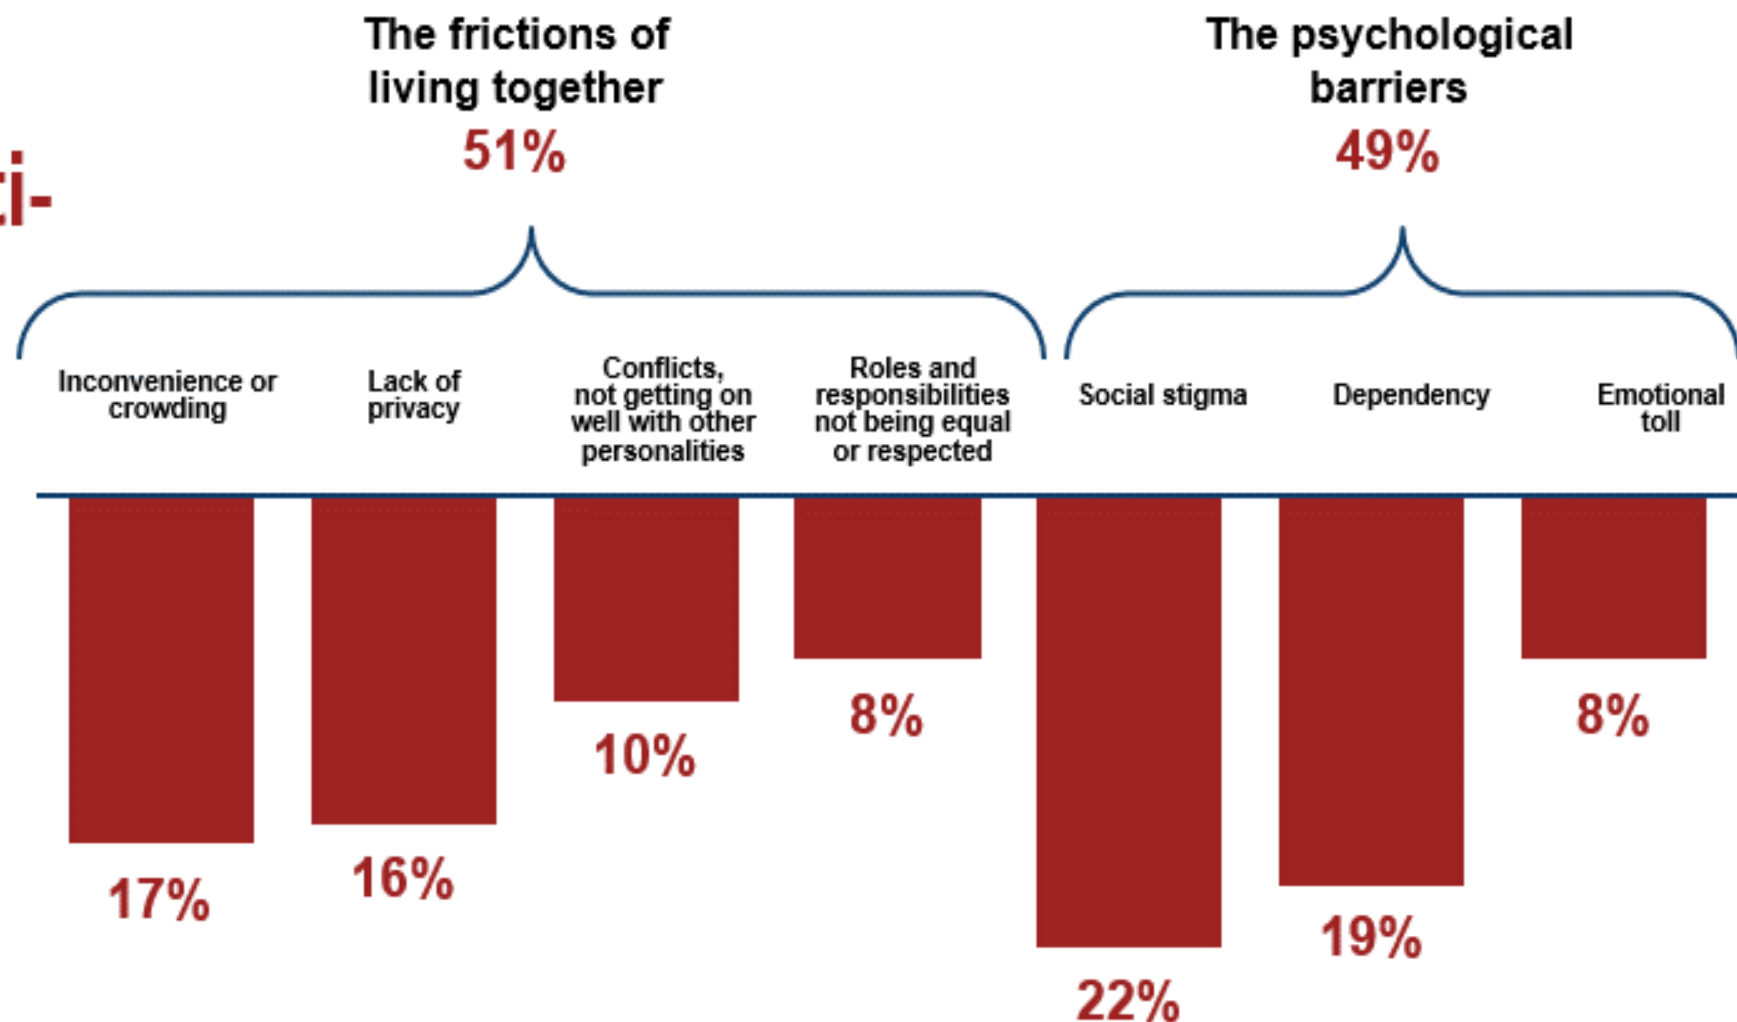 The frictions of
living together
51%
The psychological
barriers
49%
ti-
Inconvenience or
crowding
Lack of
privacy
Conflicts,
not getting on
well with other
personalities
Roles and
responsibilities
not being equal
or respected
Social stigma
Dependency
Emotional
toll
17%
16%
10%
8%
22%
19%
8%